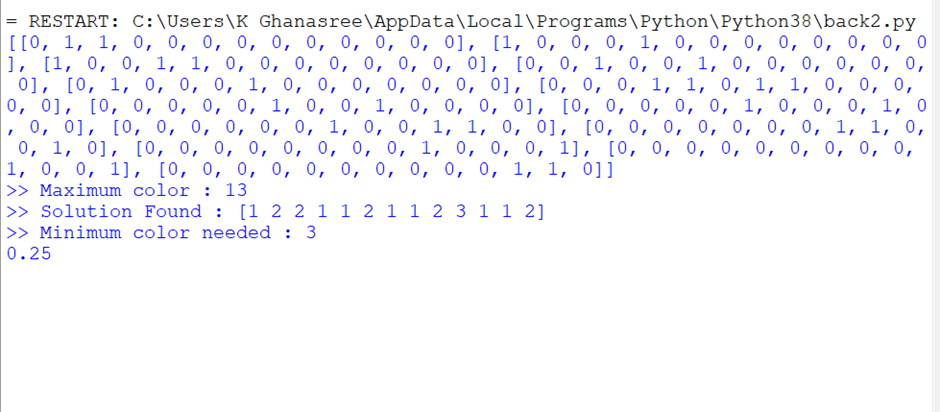 = RESTART: C:\Users\K Ghanasree\AppData\Local\Programs\Python\Python38\back2.py
[[0, 1, 1, 0, 0, 0, 0, 0, 0, 0, 0, 0, 0], [1, 0, 0, 0, 1, 0, 0, 0, 0, 0, 0, 0, 0
], [1, 0, 0, 1, 1, 0, 0, 0, 0, 0, 0, 0, 0], [0, 0, 1, 0, 0, 1, 0, 0, 0, 0, 0, 0,
 0], [0, 1, 0, 0, 0, 1, 0, 0, 0, 0, 0, 0, 0], [0, 0, 0, 1, 1, 0, 1, 1, 0, 0, 0,
0, 0], [0, 0, 0, 0, 0, 1, 0, 0, 1, 0, 0, 0, 0], [0, 0, 0, 0, 0, 1, 0, 0, 0, 1, 0
, 0, 0], [0, 0, 0, 0, 0, 0, 1, 0, 0, 1, 1, 0, 0], [0, 0, 0, 0, 0, 0, 0, 1, 1, 0,
 0, 1, 0], [0, 0, 0, 0, 0, 0, 0, 0, 1, 0, 0, 0, 1], [0, 0, 0, 0, 0, 0, 0, 0, 0,
1, 0, 0, 1], [0, 0, 0, 0, 0, 0, 0, 0, 0, 0, 1, 1, 0]]
>> Maximum color : 13
>> Solution Found : [1 2 2 1 1 2 1 1 2 3 1 1 2]
>> Minimum color needed : 3
0.25